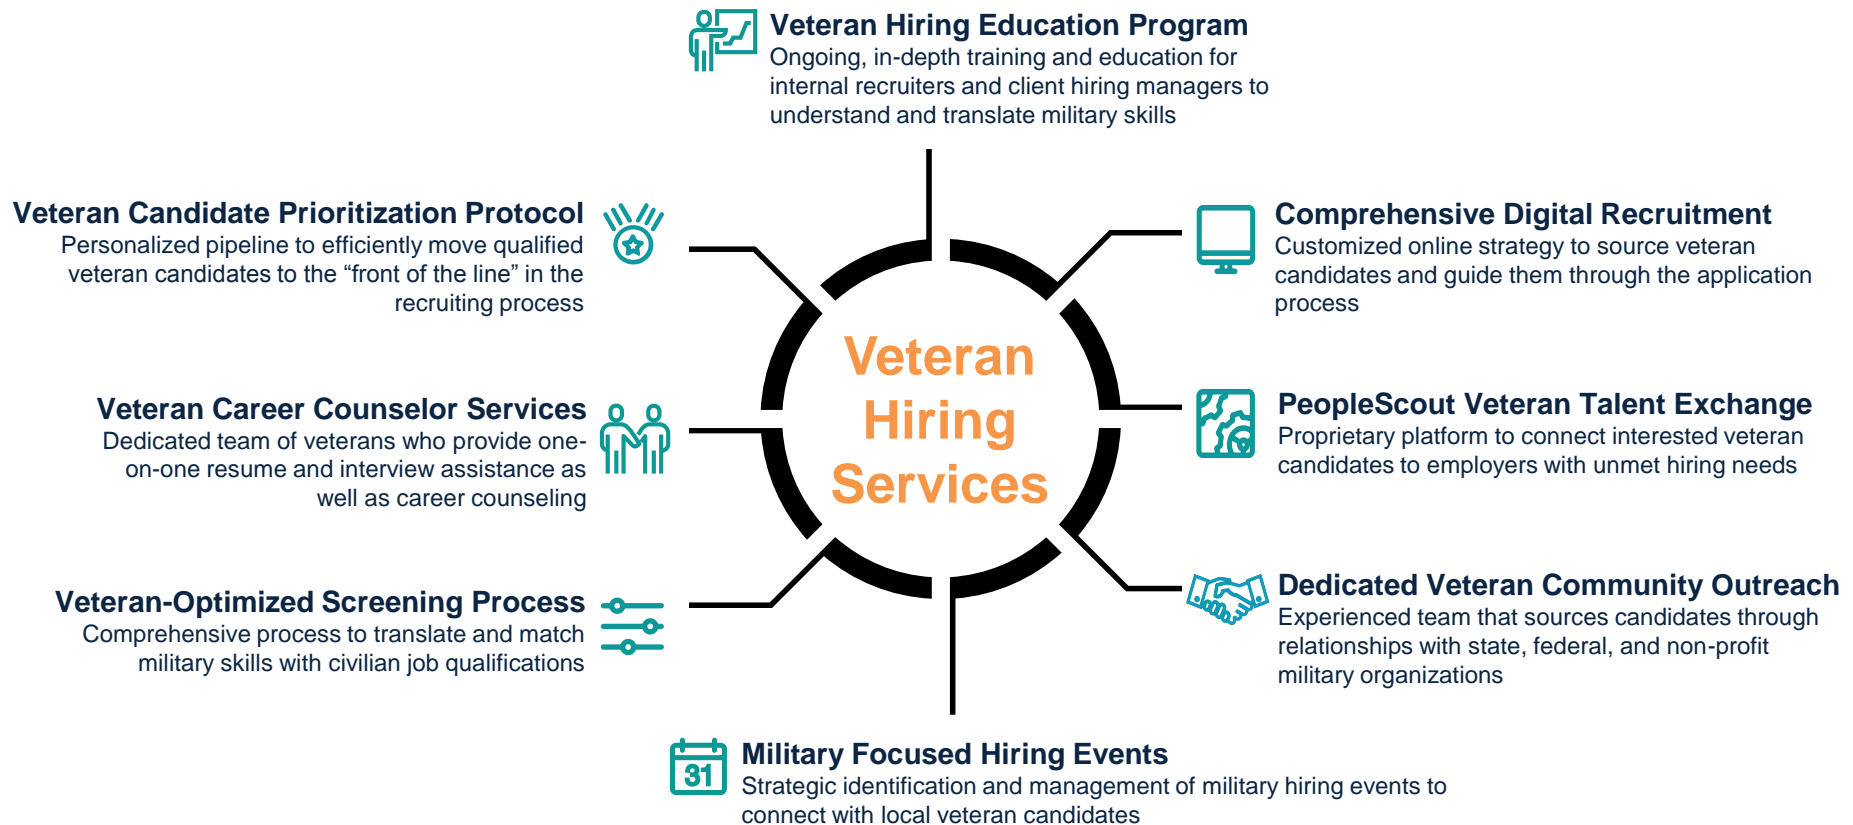 Veteran Hiring Education Program
Ongoing, in-depth training and education for
internal recruiters and client hiring managers to
understand and translate military skills
Veteran Candidate Prioritization Protocol
Personalized pipeline to efficiently move qualified
veteran candidates to the “front of the line” in the
recruiting process
Comprehensive Digital Recruitment
Customized online strategy to source veteran
candidates and guide them through the application
process
Veteran
Hiring
Services
Veteran Career Counselor Services
Dedicated team of veterans who provide one-
on-one resume and interview assistance as
well as career counseling
PeopleScout Veteran Talent Exchange
Proprietary platform to connect interested veteran
candidates to employers with unmet hiring needs
Veteran-Optimized Screening Process
Comprehensive process to translate and match
military skills with civilian job qualifications
Dedicated Veteran Community Outreach
Experienced team that sources candidates through
relationships with state, federal, and non-profit
military organizations
31
Military Focused Hiring Events
Strategic identification and management of military hiring events to
connect with local veteran candidates